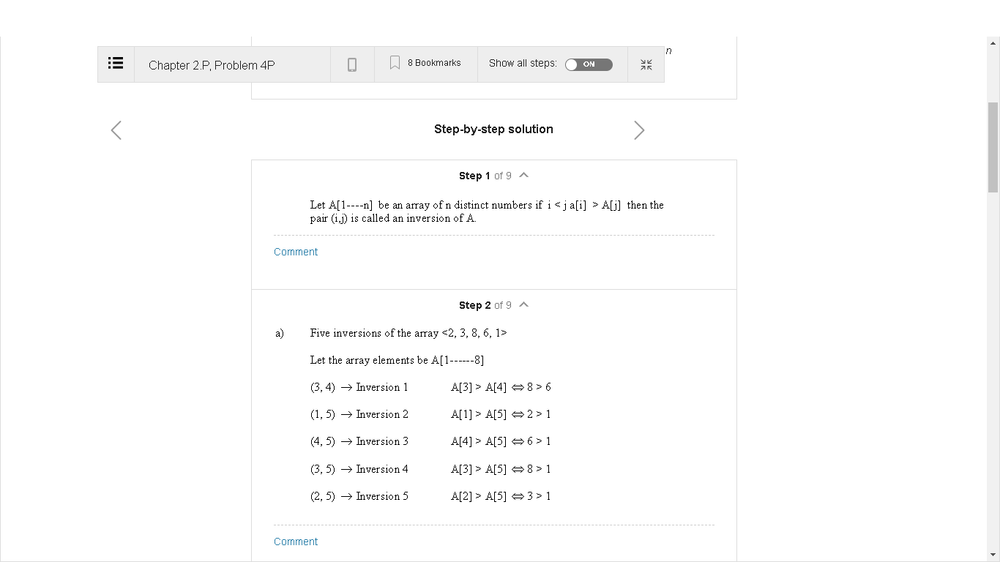 n
Chapter 2.P, Problem 4P
8 Bookmarks
Show all steps:
ON
Step-by-step solution
Step 1 of 9
Let A[1----n] be an array of n distinct numbers if i < j a[i] > A[j] then the
pair (i,j) is called an inversion of A.
Comment
Step 2 of 9
a) Five inversions of the array <2, 3, 8, 6, 1>
Let the array elements be A[1------8]
(3, 4) → Inversion 1 A[3] > A[4] ⇔ 8 > 6
(1, 5) → Inversion 2 A[1] > A[5] ⇔ 2 > 1
(4, 5) → Inversion 3 A[4] > A[5] ⇔ 6 > 1
(3, 5) → Inversion 4 A[3] > A[5] ⇔ 8 > 1
(2, 5) → Inversion 5 A[2] > A[5] ⇔ 3 > 1
Comment